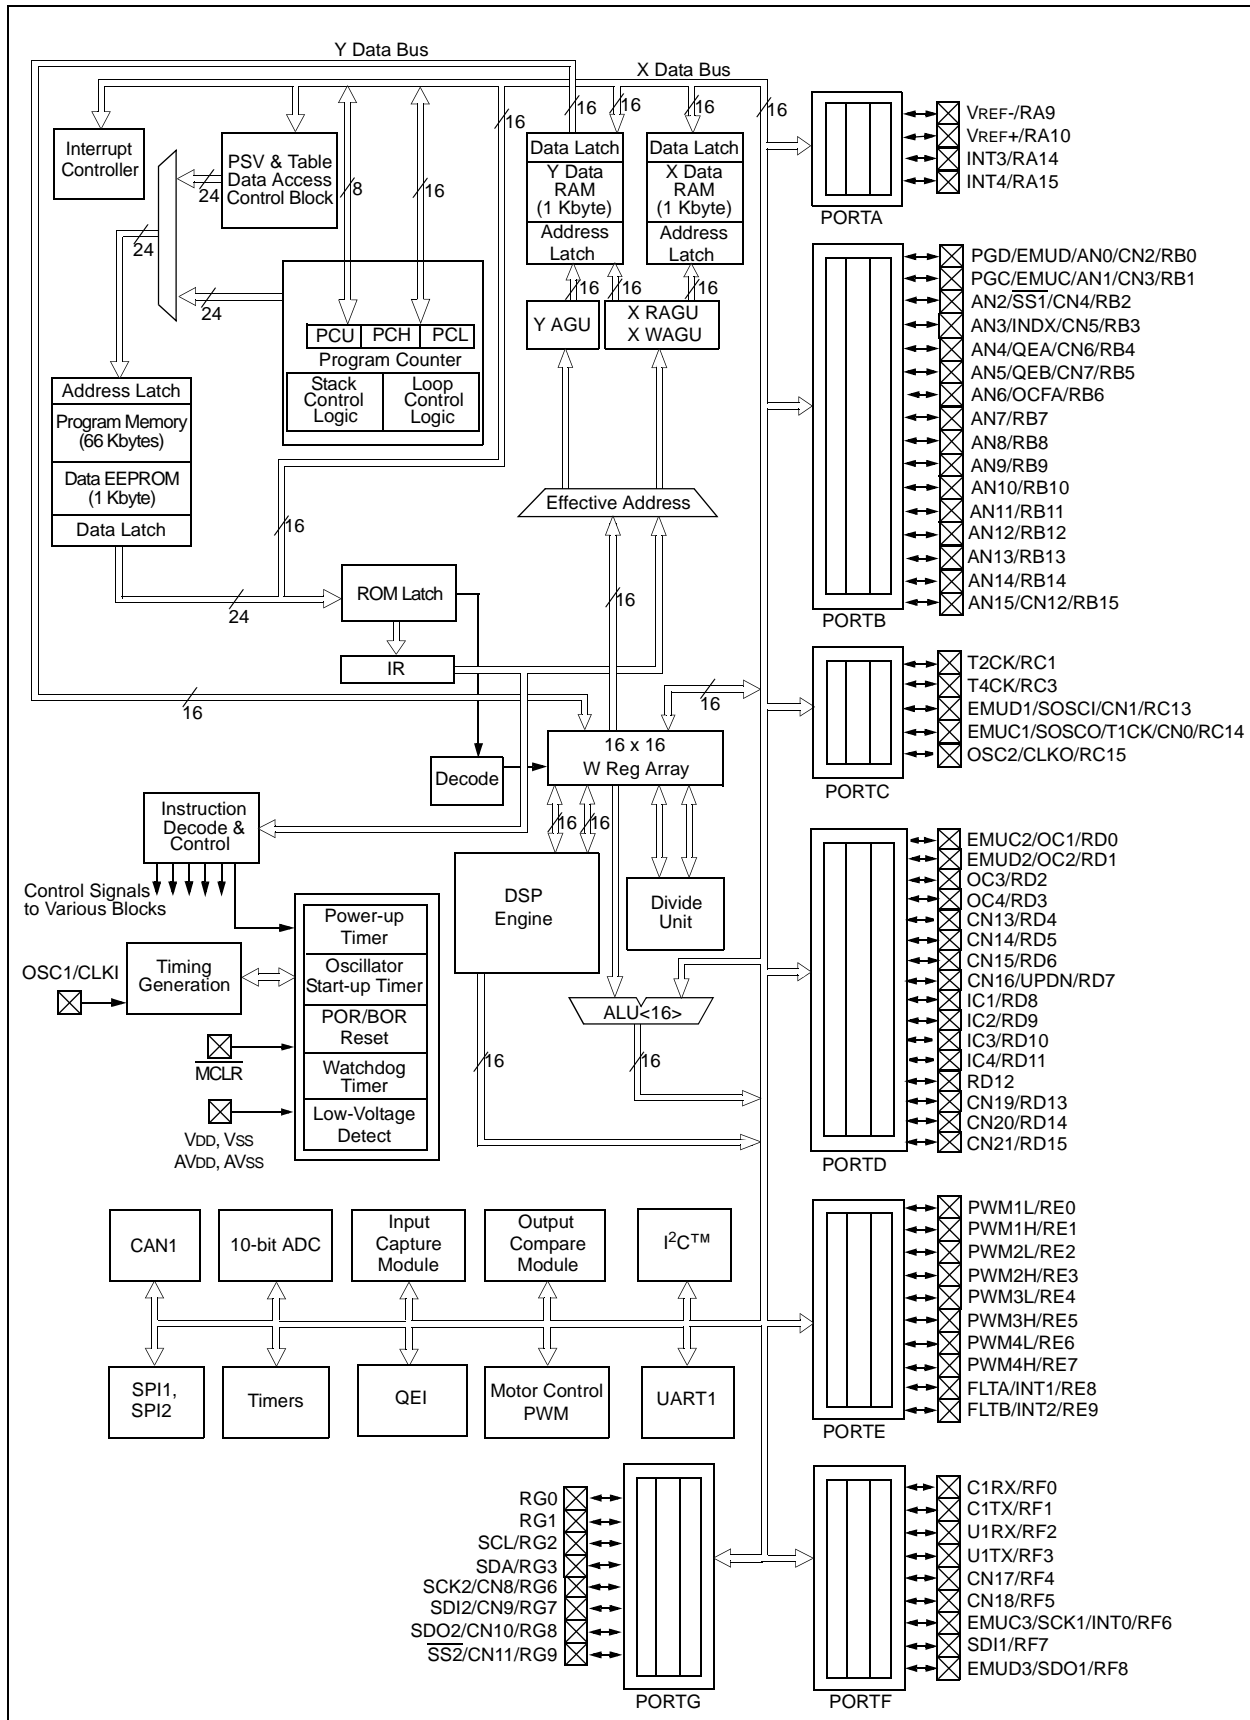 Y Data Bus
X Data Bus
16
16
16
16
16
Interrupt
Controller
PSV & Table
Data Access
Control Block
8
16
24
24
24
Data Latch
Y Data
RAM
(1 Kbyte)
Address
Latch
Data Latch
X Data
RAM
(1 Kbyte)
Address
Latch
16
16
16
Y AGU
X RAGU
X WAGU
PCU
PCH
PCL
Program Counter
Stack
Control
Logic
Loop
Control
Logic
Address Latch
Program Memory
(66 Kbytes)
Data EEPROM
(1 Kbyte)
Data Latch
Effective Address
16
24
ROM Latch
16
IR
16
16
16 x 16
W Reg Array
Decode
16
16
Instruction
Decode &
Control
Control Signals
to Various Blocks
DSP
Engine
Divide
Unit
Power-up
Timer
Oscillator
Start-up Timer
POR/BOR
Reset
Watchdog
Timer
Low-Voltage
Detect
OSC1/CLKI
Timing
Generation
MCLR
VDD, VSS
AVDD, AVSS
ALU<16>
16
16
CAN1
10-bit ADC
Input
Capture
Module
Output
Compare
Module
I²C™
SPI1,
SPI2
Timers
QEI
Motor Control
PWM
UART1
VREF-/RA9
VREF+/RA10
INT3/RA14
INT4/RA15
PORTA
PGD/EMUD/AN0/CN2/RB0
PGC/EMUC/AN1/CN3/RB1
AN2/SS1/CN4/RB2
AN3/INDX/CN5/RB3
AN4/QEA/CN6/RB4
AN5/QEB/CN7/RB5
AN6/OCFA/RB6
AN7/RB7
AN8/RB8
AN9/RB9
AN10/RB10
AN11/RB11
AN12/RB12
AN13/RB13
AN14/RB14
AN15/CN12/RB15
PORTB
T2CK/RC1
T4CK/RC3
EMUD1/SOSCI/CN1/RC13
EMUC1/SOSCO/T1CK/CN0/RC14
OSC2/CLKO/RC15
PORTC
EMUC2/OC1/RD0
EMUD2/OC2/RD1
OC3/RD2
OC4/RD3
CN13/RD4
CN14/RD5
CN15/RD6
CN16/UPDN/RD7
IC1/RD8
IC2/RD9
IC3/RD10
IC4/RD11
RD12
CN19/RD13
CN20/RD14
CN21/RD15
PORTD
PWM1L/RE0
PWM1H/RE1
PWM2L/RE2
PWM2H/RE3
PWM3L/RE4
PWM3H/RE5
PWM4L/RE6
PWM4H/RE7
FLTA/INT1/RE8
FLTB/INT2/RE9
PORTE
RG0
RG1
SCL/RG2
SDA/RG3
SCK2/CN8/RG6
SDI2/CN9/RG7
SDO2/CN10/RG8
SS2/CN11/RG9
PORTG
C1RX/RF0
C1TX/RF1
U1RX/RF2
U1TX/RF3
CN17/RF4
CN18/RF5
EMUC3/SCK1/INT0/RF6
SDI1/RF7
EMUD3/SDO1/RF8
PORTF